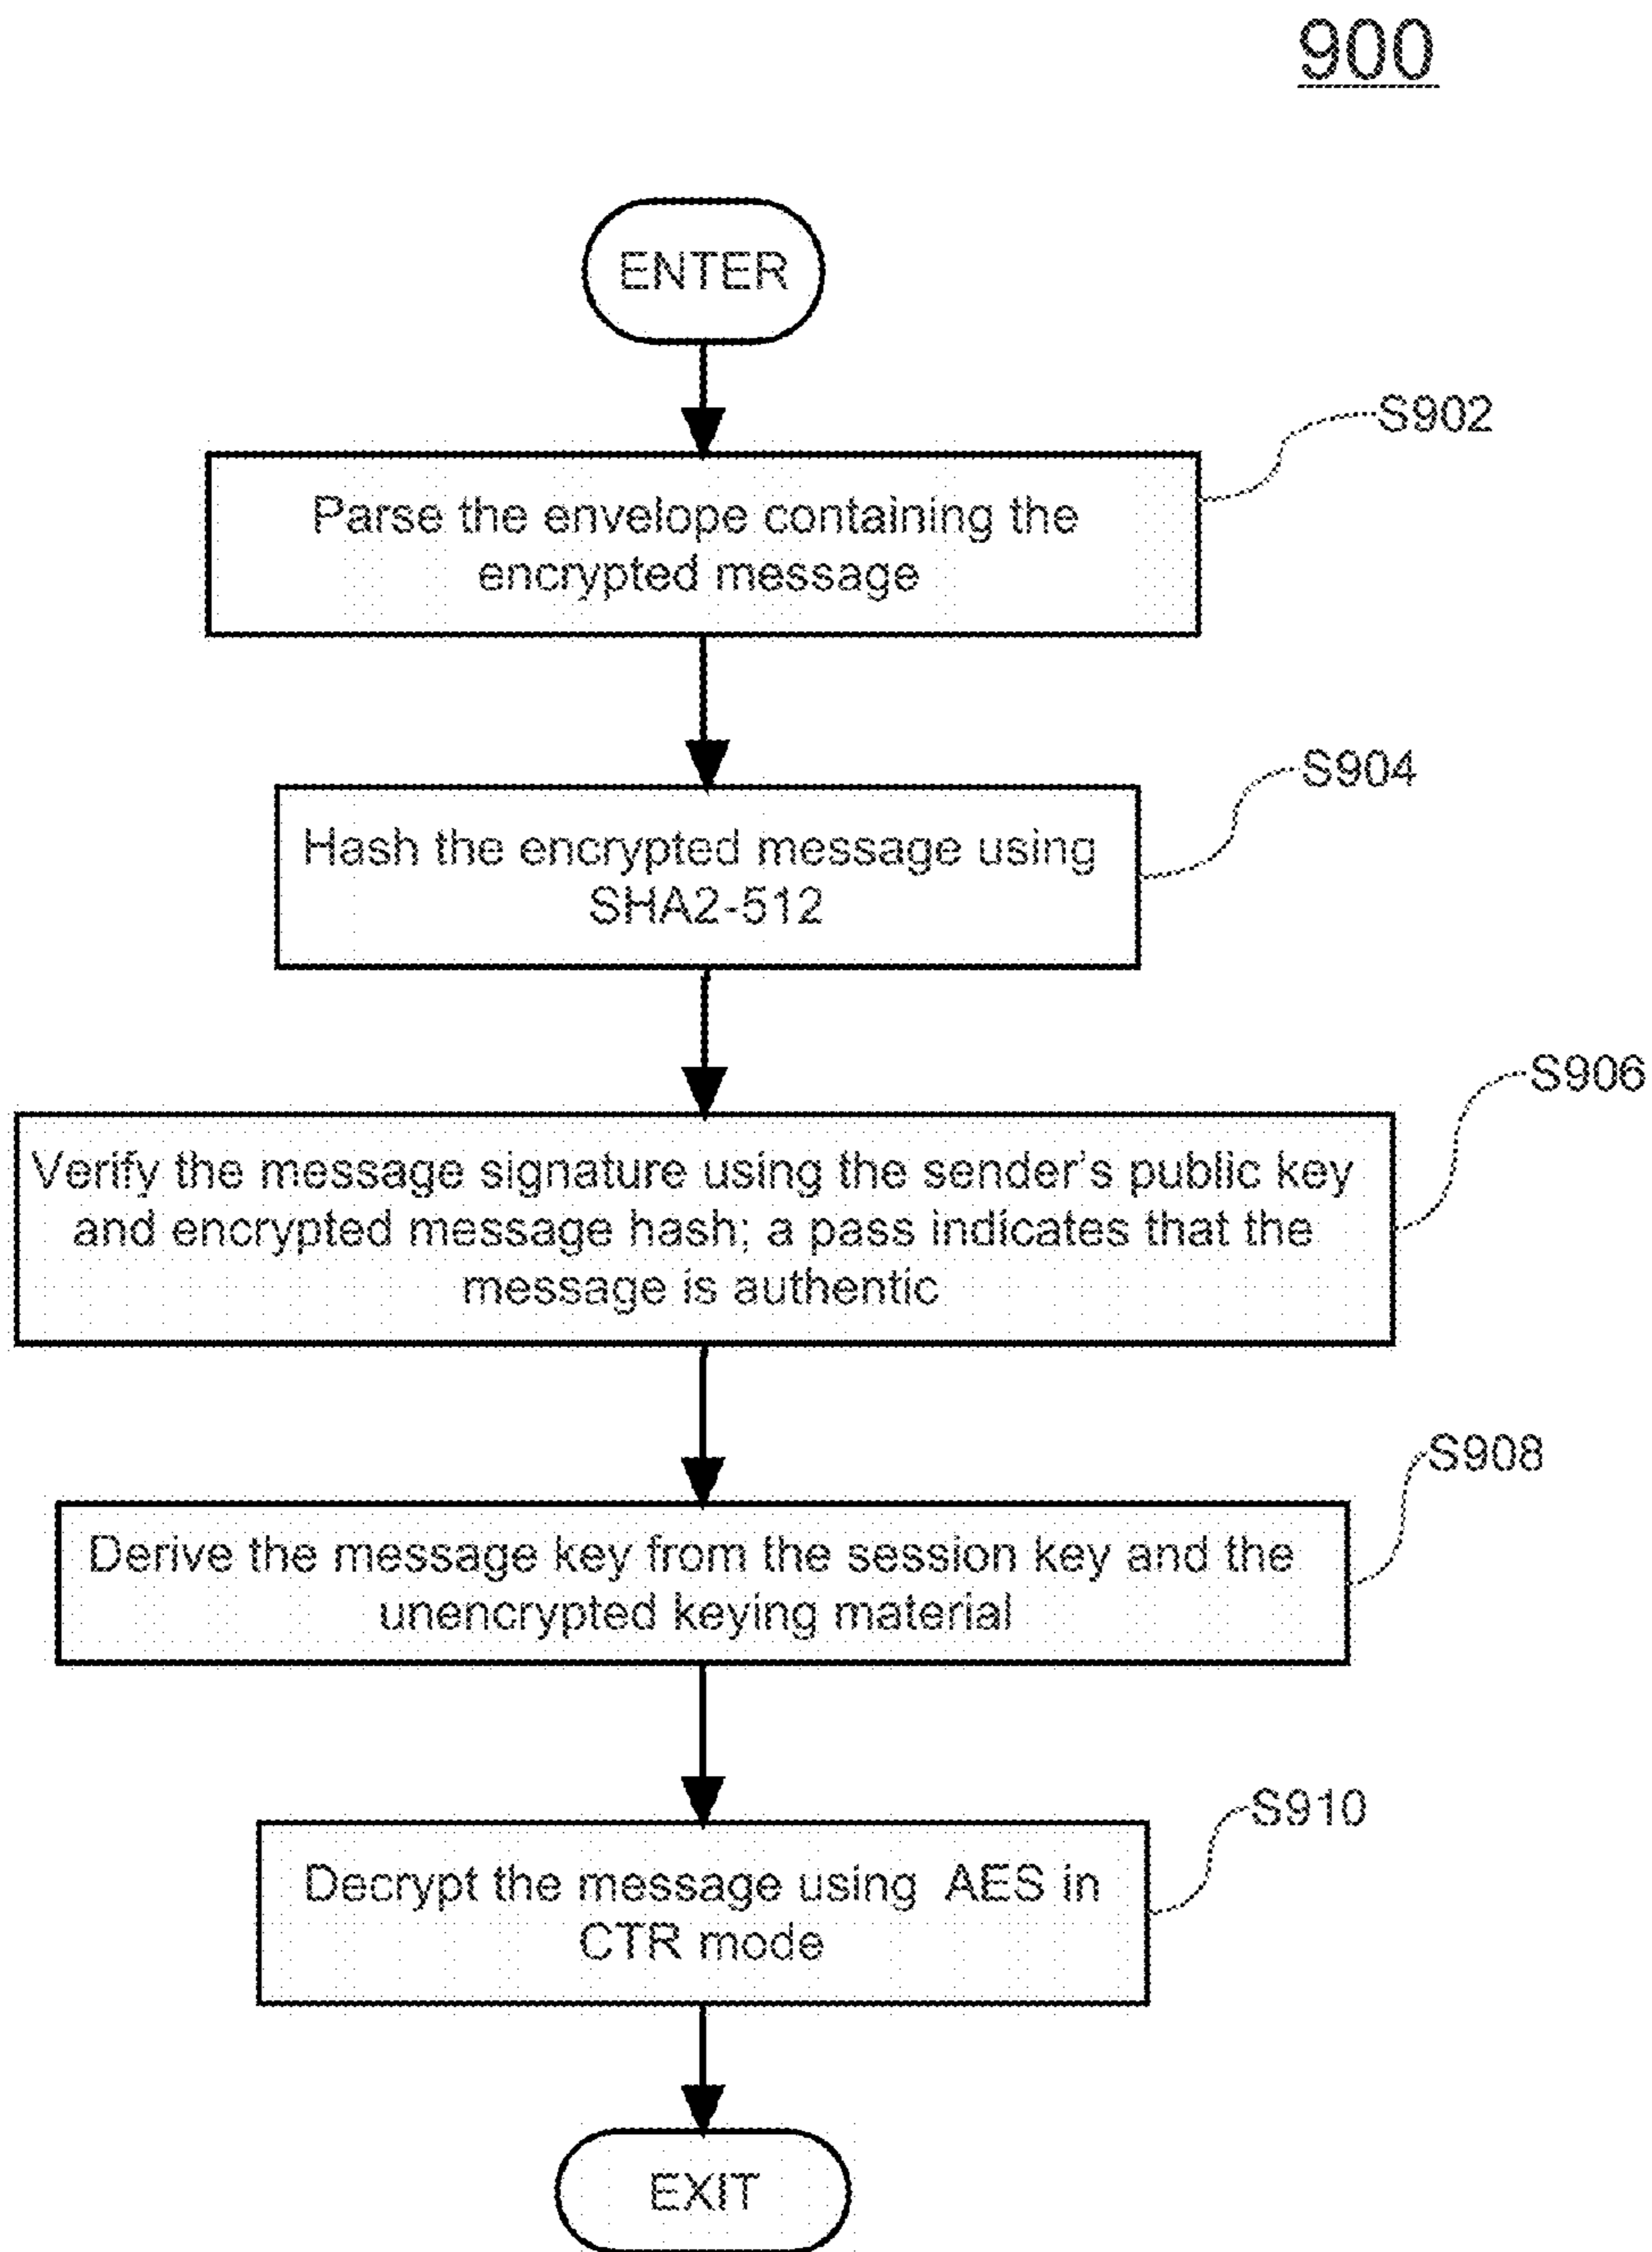 900
ENTER
S902
Parse the envelope containing the
encrypted message
S904
Hash the encrypted message using
SHA2-512
S906
Verify the message signature using the sender's public key
and encrypted message hash; a pass indicates that the
message is authentic
S908
Derive the message key from the session key and the
unencrypted keying material
S910
Decrypt the message using AES in
CTR mode
EXIT